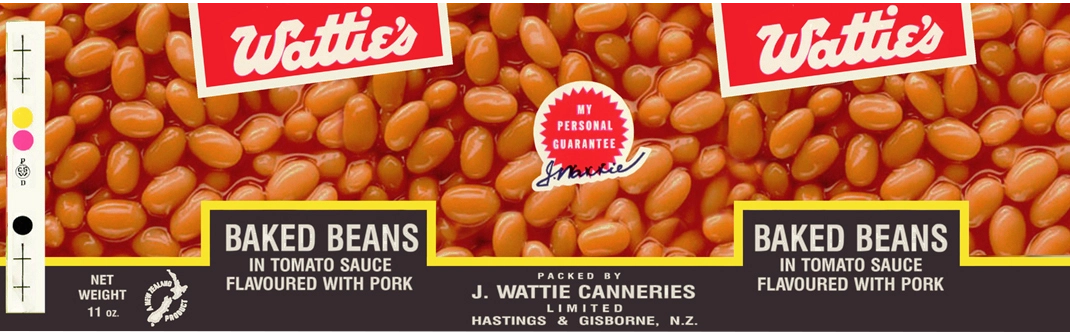 Wattie's
Wattie's
MY
PERSONAL
GUARANTEE
J. Wattie
BAKED BEANS
IN TOMATO SAUCE
FLAVOURED WITH PORK
BAKED BEANS
IN TOMATO SAUCE
FLAVOURED WITH PORK
NET
WEIGHT
11 oz.
A NEW ZEALAND
PRODUCT
PACKED BY
J. WATTIE CANNERIES
LIMITED
HASTINGS & GISBORNE, N.Z.
P
D